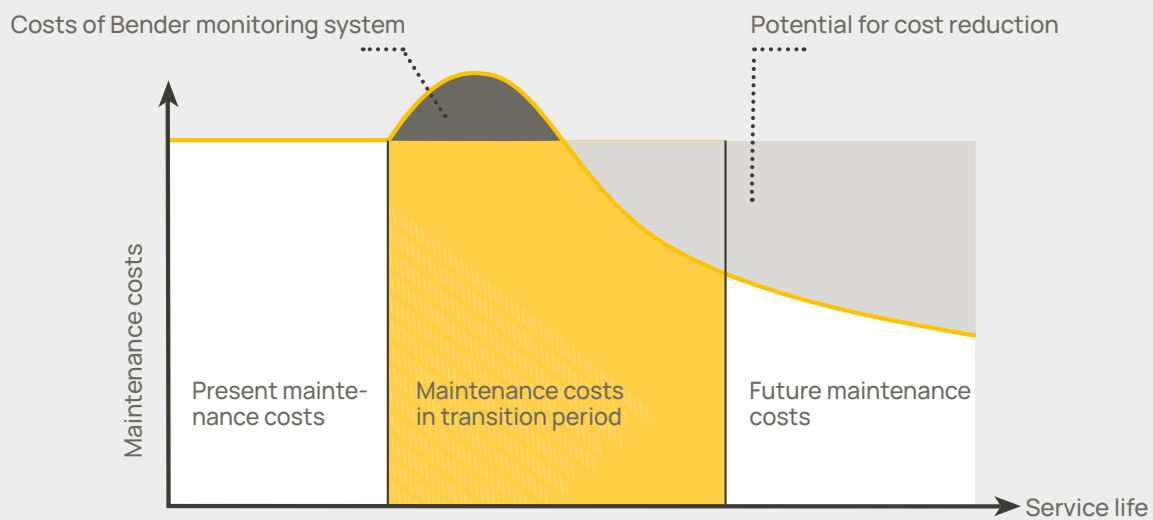 Costs of Bender monitoring system
Potential for cost reduction
Maintenance costs
Present mainte-
nance costs
Maintenance costs
in transition period
Future maintenance
costs
Service life